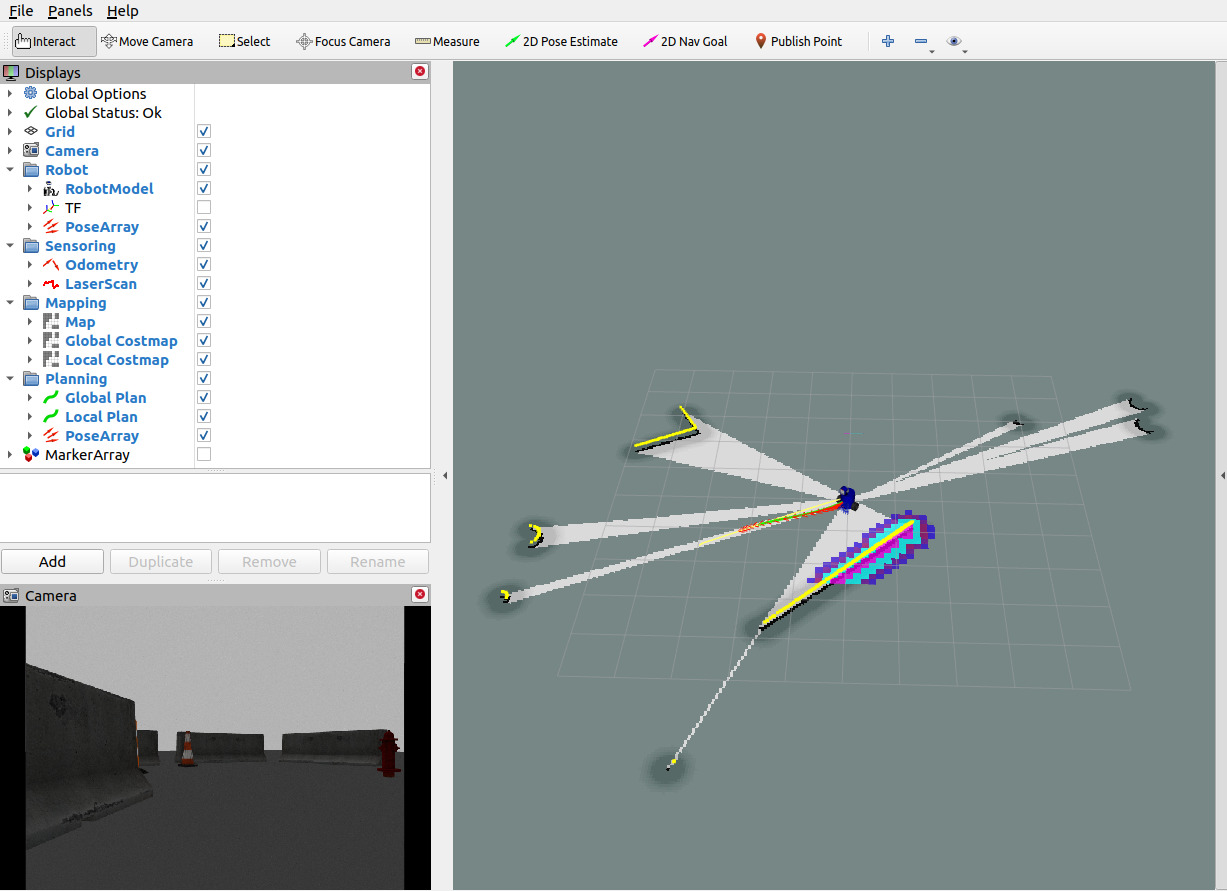 File Panels Help
Interact Move Camera Select Focus Camera Measure 2D Pose Estimate 2D Nav Goal Publish Point
Displays
Global Options
Global Status: Ok
Grid
Camera
Robot
RobotModel
TF
PoseArray
Sensoring
Odometry
LaserScan
Mapping
Map
Global Costmap
Local Costmap
Planning
Global Plan
Local Plan
PoseArray
MarkerArray
Add Duplicate Remove Rename
Camera